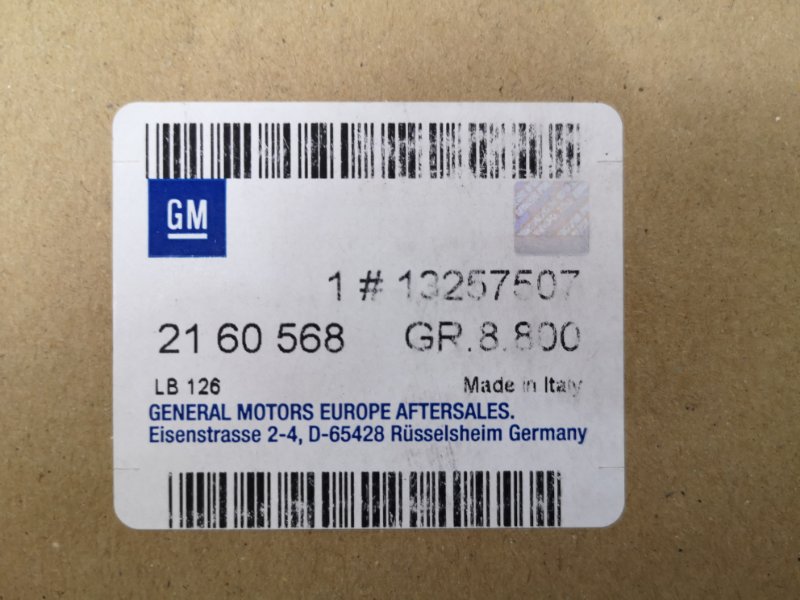 GM
1 # 13257507
21 60 568 GR.8.800
LB 126 Made in Italy
GENERAL MOTORS EUROPE AFTERSALES.
Eisenstrasse 2-4, D-65428 Rüsselsheim Germany